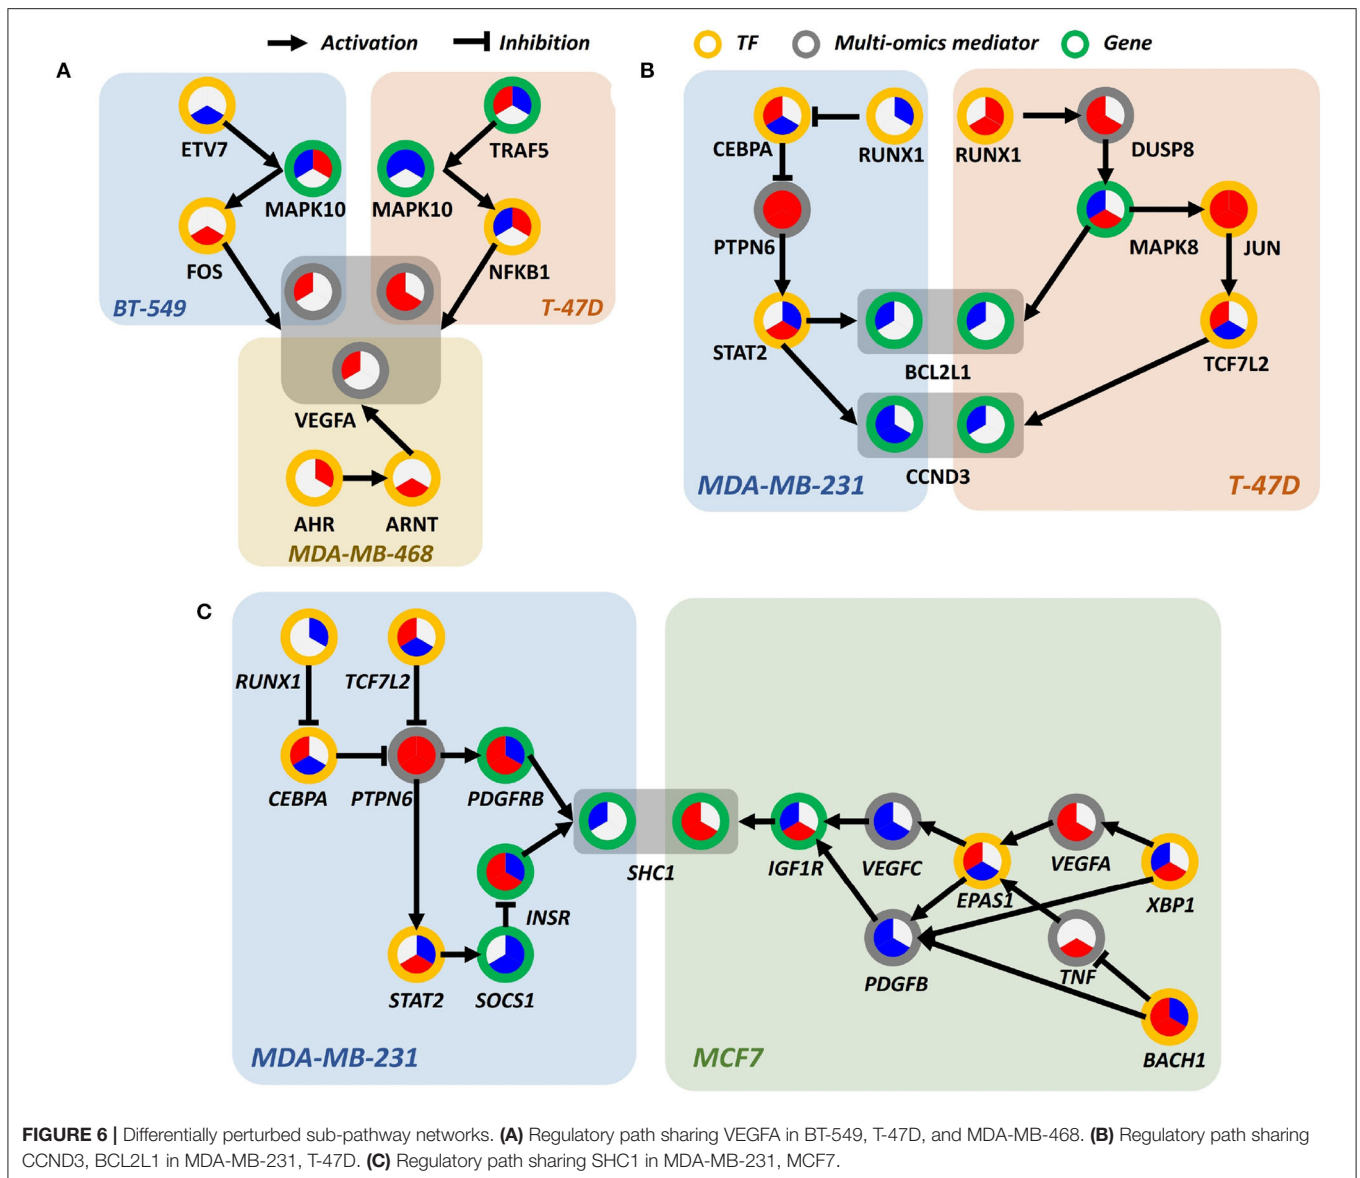 Activation Inhibition TF Multi-omics mediator Gene
A
ETV7
TRAF5
MAPK10
MAPK10
FOS
NFKB1
BT-549
T-47D
VEGFA
AHR
ARNT
MDA-MB-468
B
CEBPA
RUNX1
RUNX1
DUSP8
PTPN6
MAPK8
JUN
STAT2
BCL2L1
TCF7L2
CCND3
MDA-MB-231
T-47D
C
RUNX1
TCF7L2
CEBPA
PTPN6
PDGFRB
SHC1
INSR
STAT2
SOCS1
MDA-MB-231
IGF1R
VEGFC
EPAS1
VEGFA
XBP1
PDGFB
TNF
BACH1
MCF7
FIGURE 6 | Differentially perturbed sub-pathway networks. (A) Regulatory path sharing VEGFA in BT-549, T-47D, and MDA-MB-468. (B) Regulatory path sharing
CCND3, BCL2L1 in MDA-MB-231, T-47D. (C) Regulatory path sharing SHC1 in MDA-MB-231, MCF7.